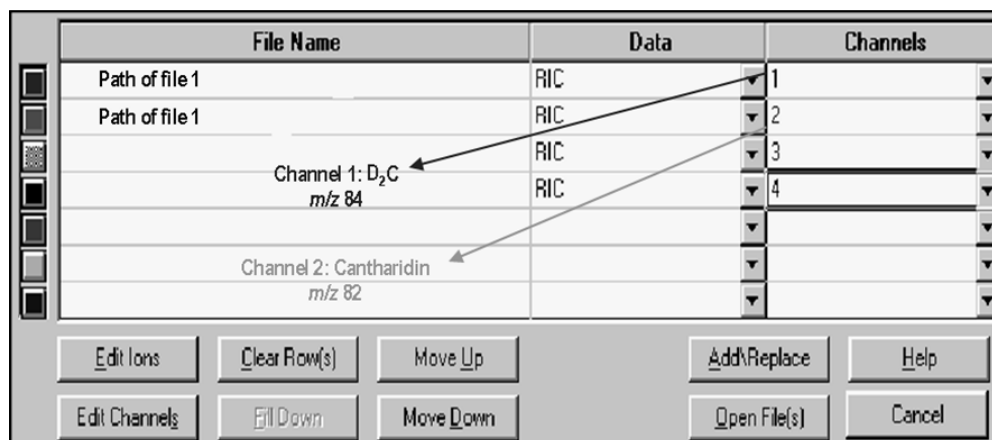 File Name Data Channels
Path of file 1 RIC 1
Path of file 1 RIC 2
RIC 3
Channel 1: D₂C
m/z 84 RIC 4
Channel 2: Cantharidin
m/z 82
Edit Ions Clear Row(s) Move Up Add\Replace Help
Edit Channels Fill Down Move Down Open File(s) Cancel